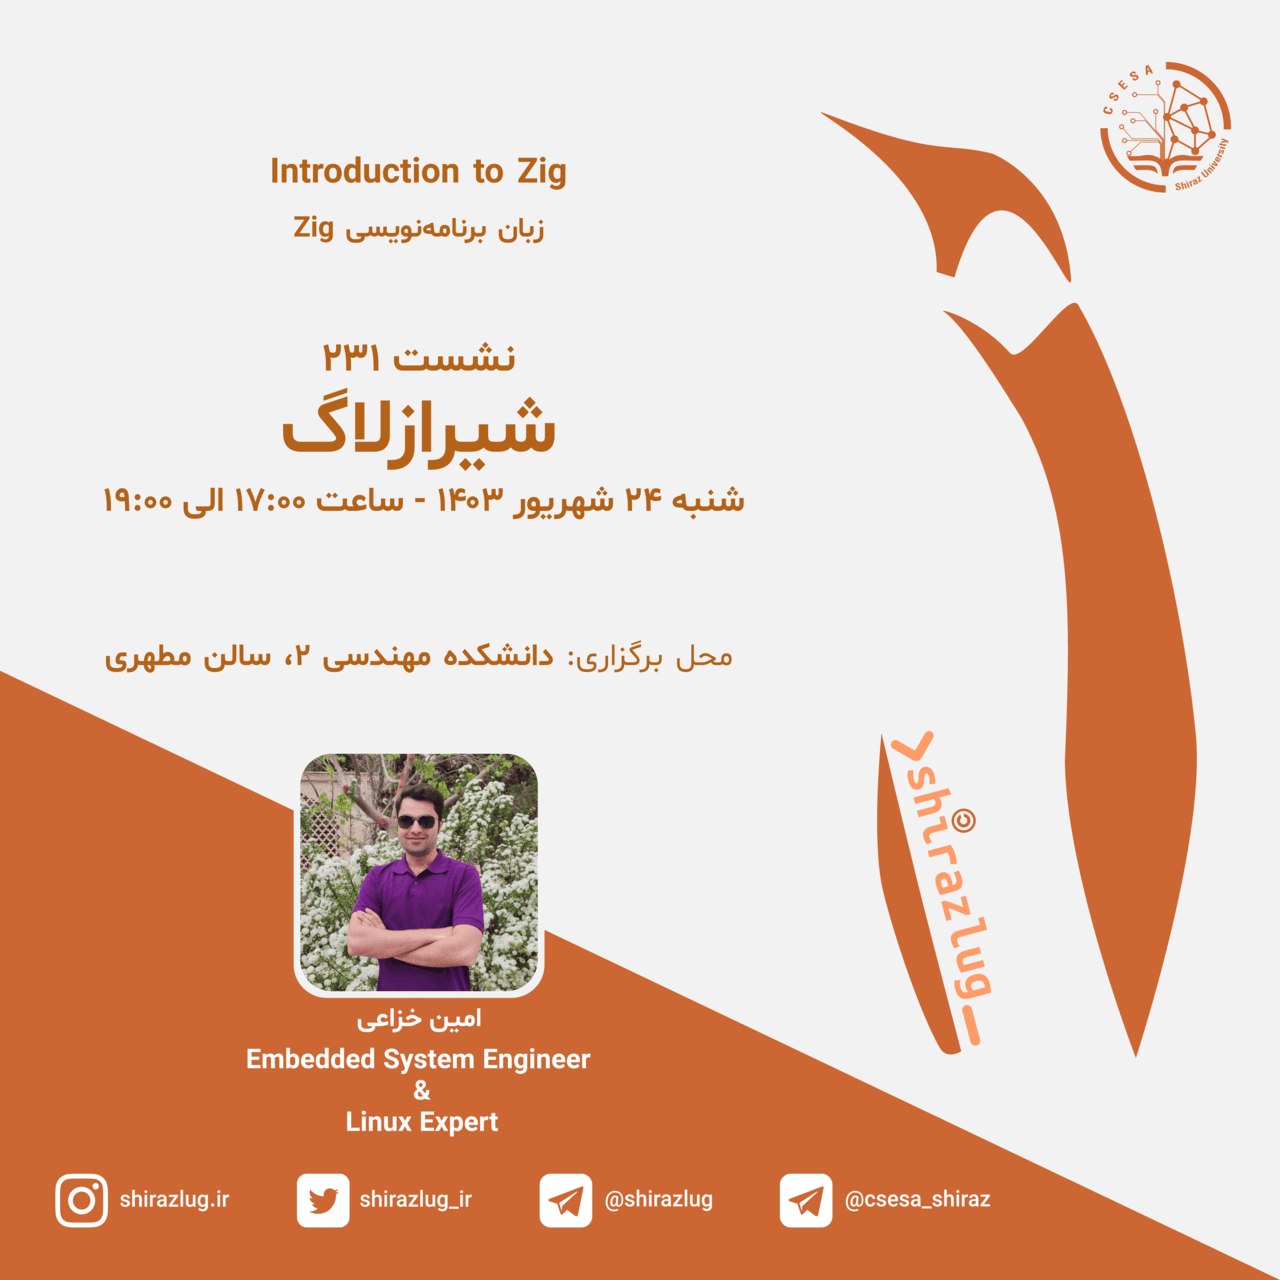 CSESA
Shiraz University
Introduction to Zig
زبان برنامه‌نویسی Zig
نشست ۲۳۱
شیرازلاگ
شنبه ۲۴ شهریور ۱۴۰۳ - ساعت ۱۷:۰۰ الی ۱۹:۰۰
محل برگزاری: دانشکده مهندسی ۲، سالن مطهری
shirazlug
©
امین خزاعی
Embedded System Engineer
&
Linux Expert
shirazlug.ir
shirazlug_ir
@shirazlug
@csesa_shiraz